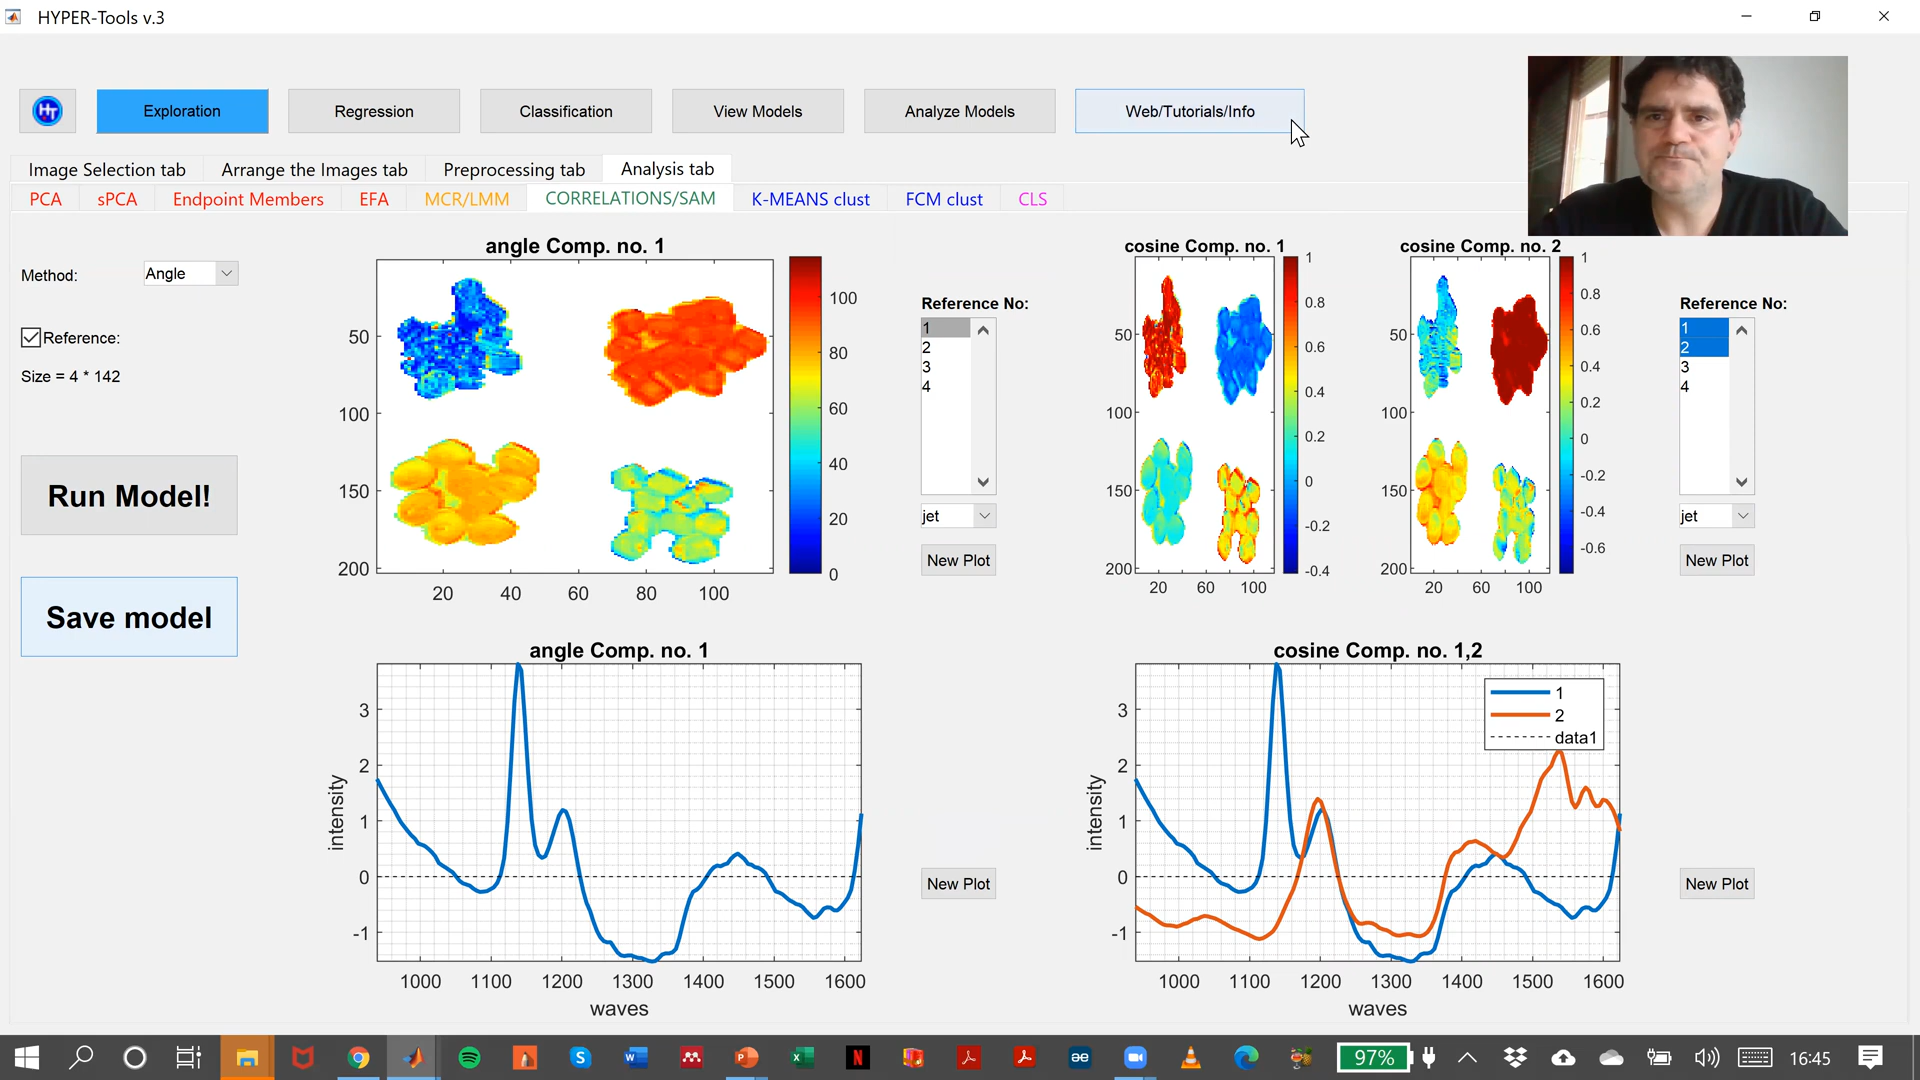 HYPER-Tools v.3
HT
Exploration
Regression
Classification
View Models
Analyze Models
Web/Tutorials/Info
Image Selection tab
Arrange the Images tab
Preprocessing tab
Analysis tab
PCA
sPCA
Endpoint Members
EFA
MCR/LMM
CORRELATIONS/SAM
K-MEANS clust
FCM clust
CLS
Method:
Angle
Reference:
Size = 4 * 142
Run Model!
Save model
angle Comp. no. 1
50
100
150
200
20
40
60
80
100
100
80
60
40
20
0
Reference No:
1
2
3
4
jet
New Plot
cosine Comp. no. 1
50
100
150
200
20
60
100
1
0.8
0.6
0.4
0.2
0
-0.2
-0.4
cosine Comp. no. 2
50
100
150
200
20
60
100
1
0.8
0.6
0.4
0.2
0
-0.2
-0.4
-0.6
Reference No:
1
2
3
4
jet
New Plot
angle Comp. no. 1
intensity
3
2
1
0
-1
1000
1100
1200
1300
1400
1500
1600
waves
New Plot
cosine Comp. no. 1,2
intensity
3
2
1
0
-1
1
2
data1
1000
1100
1200
1300
1400
1500
1600
waves
New Plot
97%
16:45